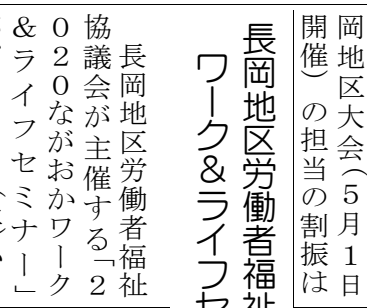 岡地区大会（５月１日
開催）の担当の割振は
長岡地区労働者福祉
ワーク＆ライフセ
長岡地区労働者福祉
協議会が主催する「２
０２０ながおかワーク
＆ライフセミナー」